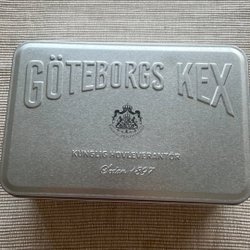 GÖTEBORGS KEX
KUNGLIG HOVLEVERANTÖR
Sedan 1897